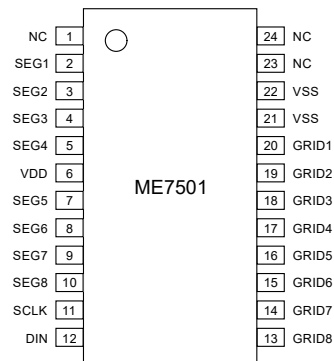 NC 1 24 NC
SEG1 2 23 NC
SEG2 3 22 VSS
SEG3 4 21 VSS
SEG4 5 20 GRID1
VDD 6 19 GRID2
ME7501
SEG5 7 18 GRID3
SEG6 8 17 GRID4
SEG7 9 16 GRID5
SEG8 10 15 GRID6
SCLK 11 14 GRID7
DIN 12 13 GRID8